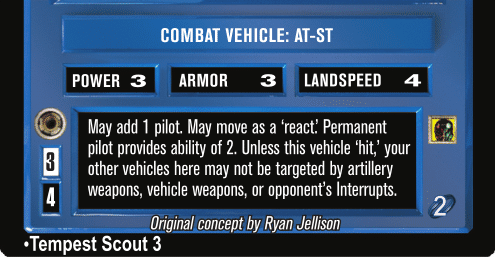 COMBAT VEHICLE: AT-ST
POWER 3 ARMOR 3 LANDSPEED 4
May add 1 pilot. May move as a 'react.' Permanent
pilot provides ability of 2. Unless this vehicle 'hit,' your
other vehicles here may not be targeted by artillery
weapons, vehicle weapons, or opponent's Interrupts.
3
4
2
Original concept by Ryan Jellison
•Tempest Scout 3